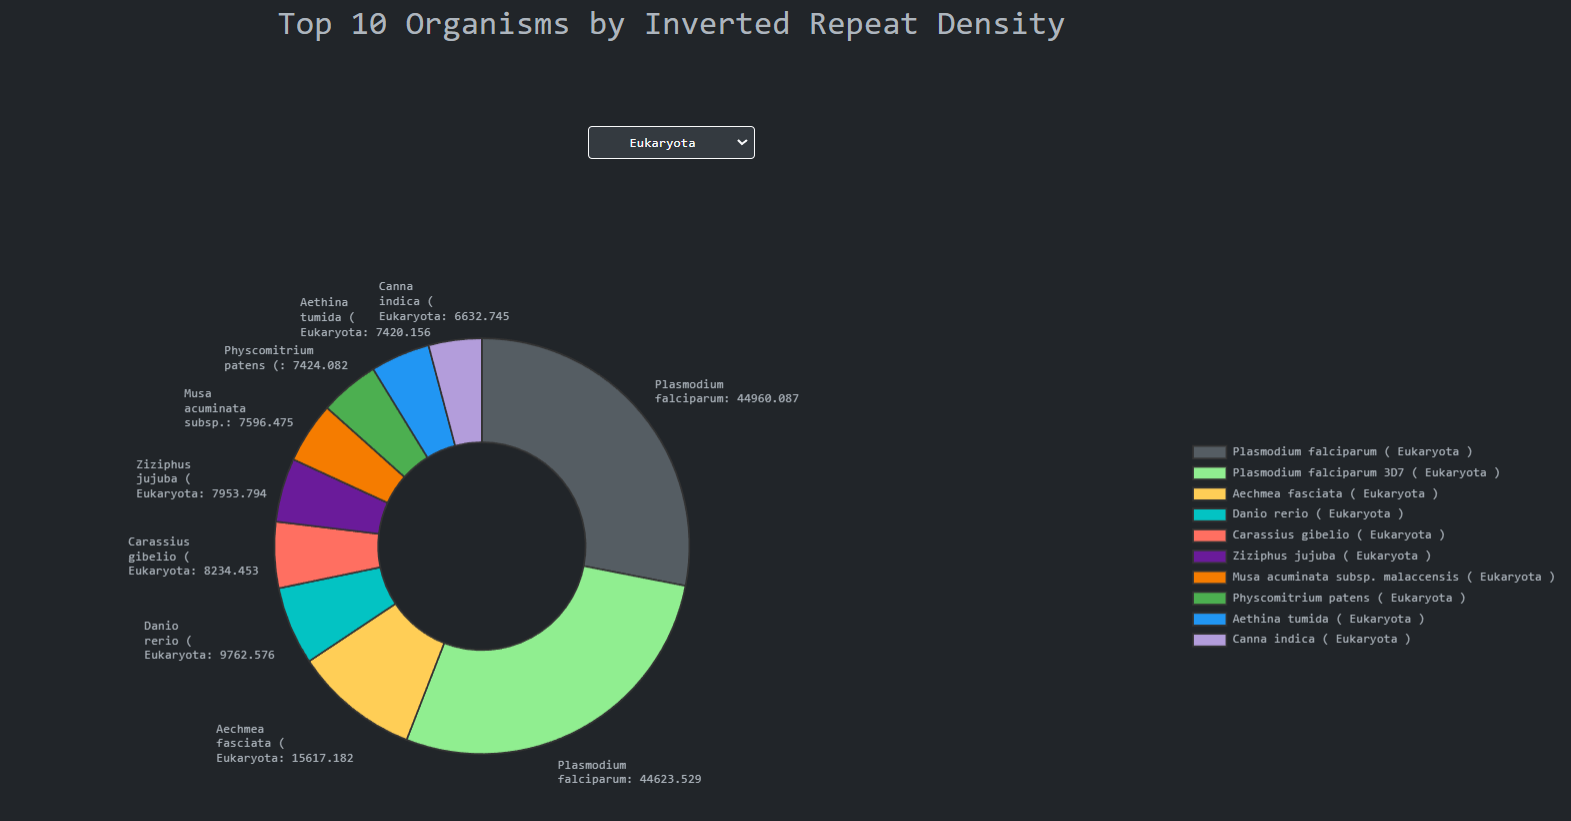 Top 10 Organisms by Inverted Repeat Density
Eukaryota
Canna
indica (
Eukaryota: 6632.745
Aethina
tumida (
Eukaryota: 7420.156
Physcomitrium
patens (: 7424.082
Musa
acuminata
subsp.: 7596.475
Ziziphus
jujuba (
Eukaryota: 7953.794
Carassius
gibelio (
Eukaryota: 8234.453
Danio
rerio (
Eukaryota: 9762.576
Aechmea
fasciata (
Eukaryota: 15617.182
Plasmodium
falciparum: 44623.529
Plasmodium
falciparum: 44960.087
Plasmodium falciparum ( Eukaryota )
Plasmodium falciparum 3D7 ( Eukaryota )
Aechmea fasciata ( Eukaryota )
Danio rerio ( Eukaryota )
Carassius gibelio ( Eukaryota )
Ziziphus jujuba ( Eukaryota )
Musa acuminata subsp. malaccensis ( Eukaryota )
Physcomitrium patens ( Eukaryota )
Aethina tumida ( Eukaryota )
Canna indica ( Eukaryota )